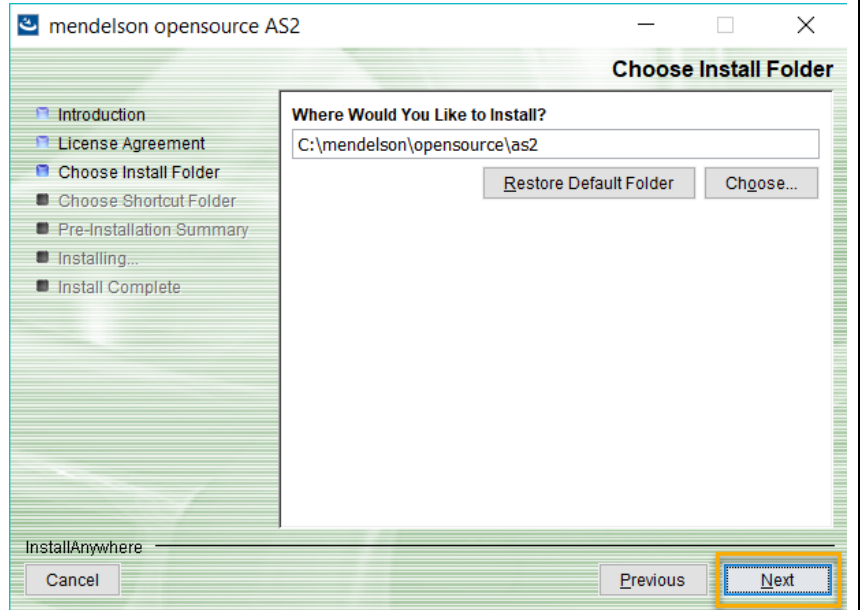 mendelson opensource AS2
Choose Install Folder
Introduction
License Agreement
Choose Install Folder
Choose Shortcut Folder
Pre-Installation Summary
Installing...
Install Complete
Where Would You Like to Install?
C:\mendelson\opensource\as2
Restore Default Folder
Choose...
InstallAnywhere
Cancel
Previous
Next